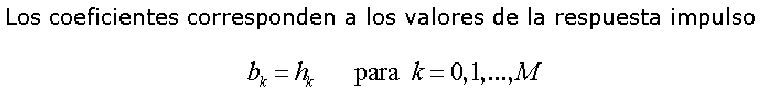 Los coeficientes corresponden a los valores de la respuesta impulso
b_k = h_k para k = 0,1,...,M